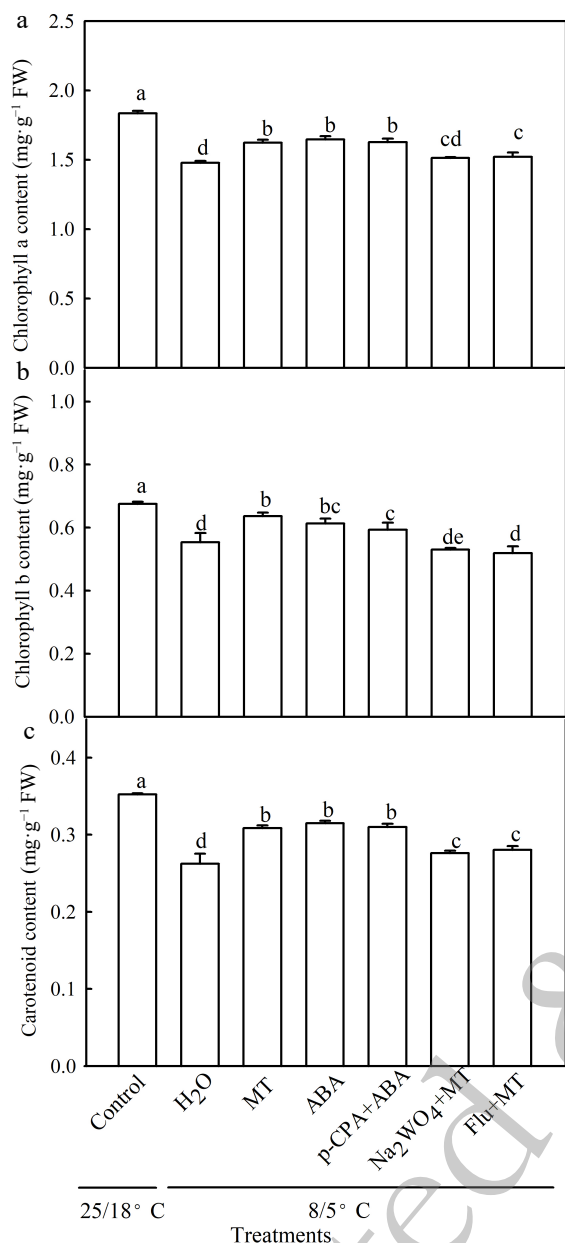 a
2.5
2.0
1.5
1.0
0.5
0.0
Chlorophyll a content (mg·g⁻¹ FW)
a
d
b
b
b
cd
c
b
1.0
0.8
0.6
0.4
0.2
0.0
Chlorophyll b content (mg·g⁻¹ FW)
a
d
b
bc
c
de
d
c
0.4
0.3
0.2
0.1
0.0
Carotenoid content (mg·g⁻¹ FW)
a
d
b
b
b
c
c
Control
H₂O
MT
ABA
p-CPA+ABA
Na₂WO₄+MT
Flu+MT
25/18° C
8/5° C
Treatments